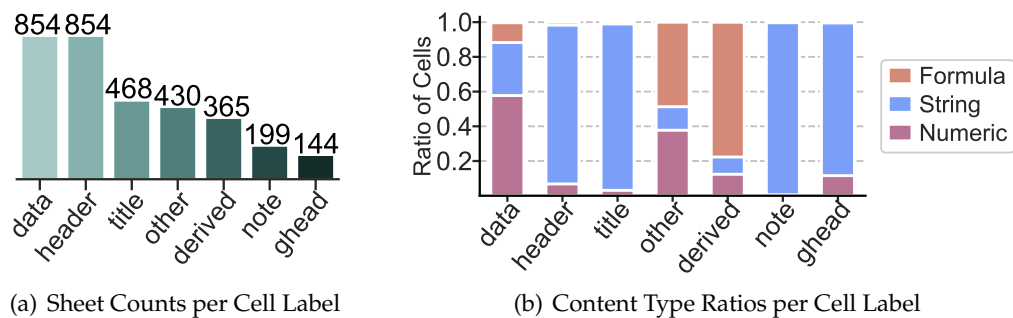 854 854
468 430 365
199 144
data header title other derived note ghead
(a) Sheet Counts per Cell Label
Ratio of Cells
1.0
0.8
0.6
0.4
0.2
data header title other derived note ghead
Formula
String
Numeric
(b) Content Type Ratios per Cell Label